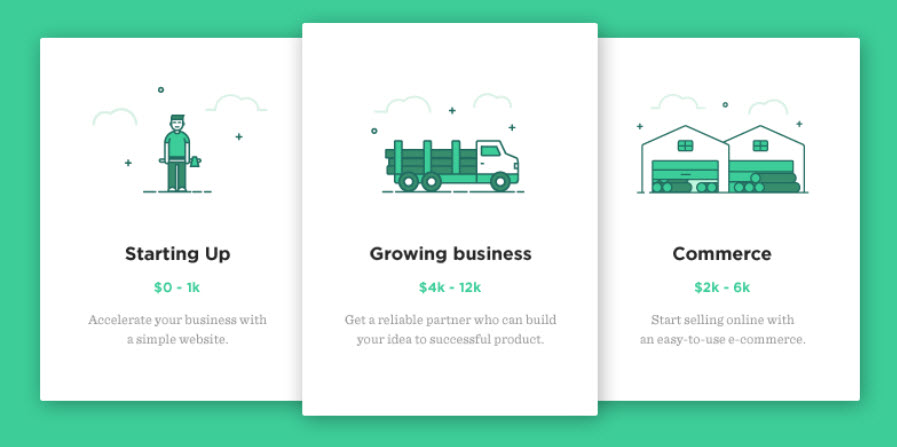 Starting Up
$0 - 1k
Accelerate your business with
a simple website.
Growing business
$4k - 12k
Get a reliable partner who can build
your idea to successful product.
Commerce
$2k - 6k
Start selling online with
an easy-to-use e-commerce.